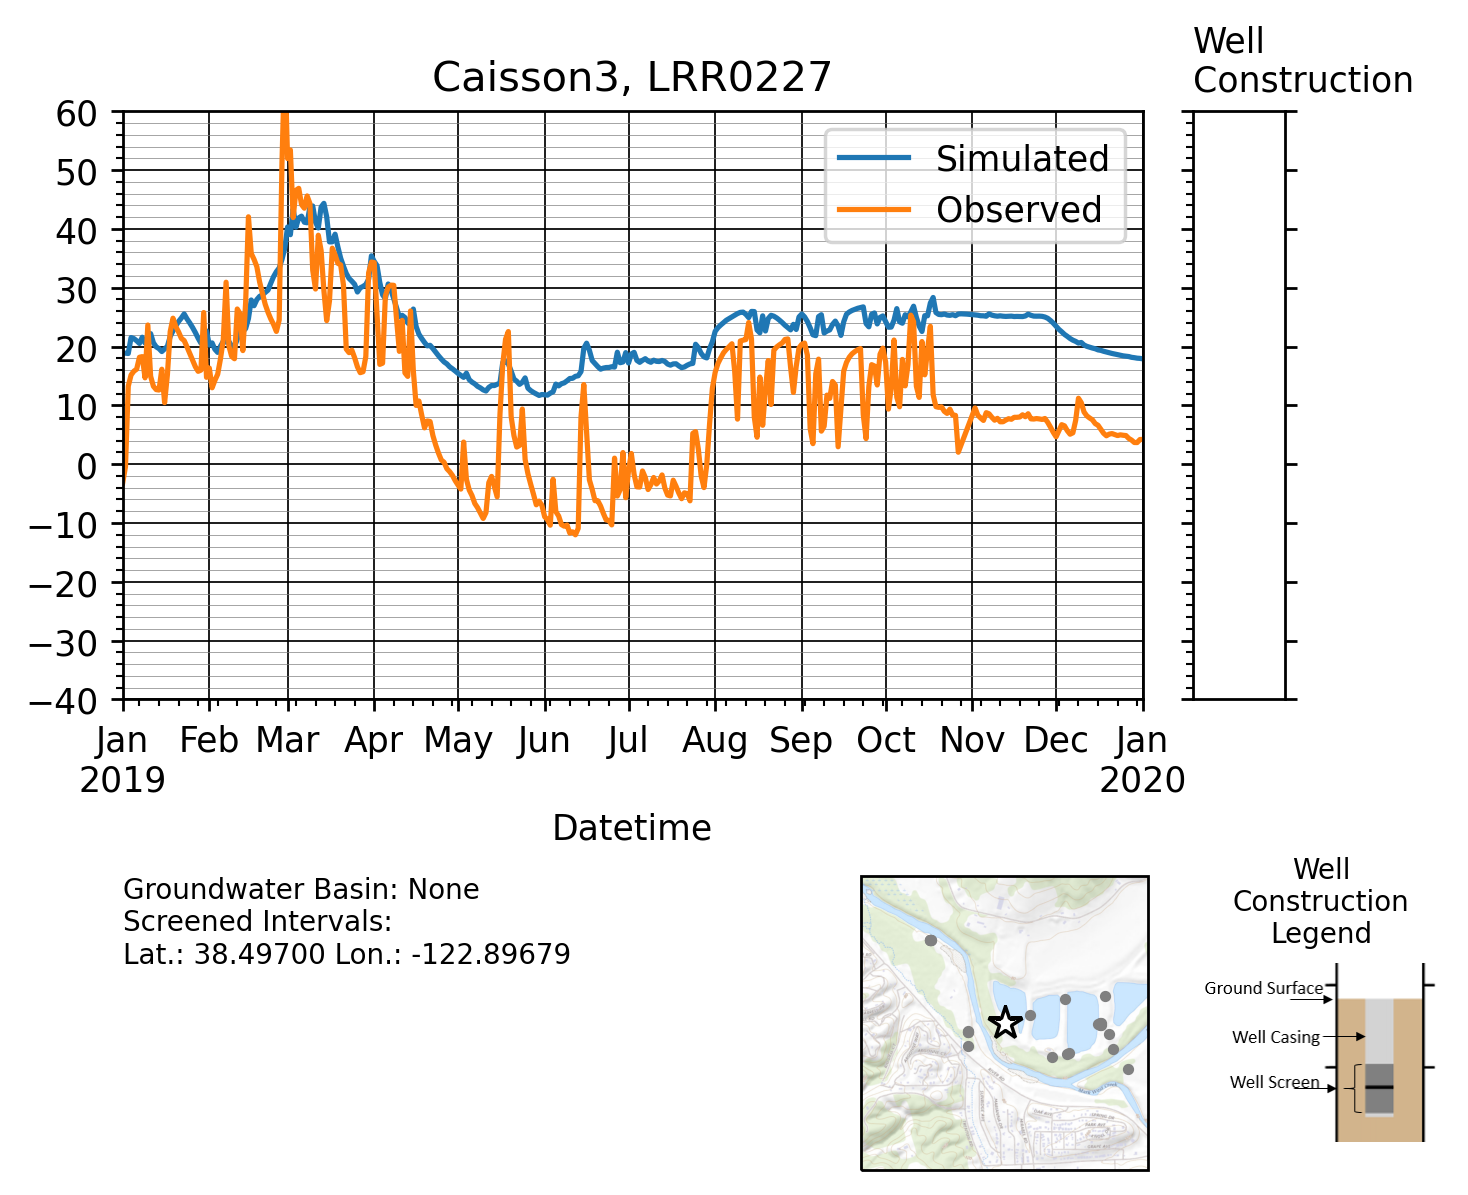 Well
Construction
Caisson3, LRR0227
60
50
40
30
20
10
0
−10
−20
−30
−40
Simulated
Observed
Jan Feb Mar Apr May Jun Jul Aug Sep Oct Nov Dec Jan
2019 2020
Datetime
Groundwater Basin: None
Screened Intervals:
Lat.: 38.49700 Lon.: -122.89679
Well
Construction
Legend
Ground Surface
Well Casing
Well Screen